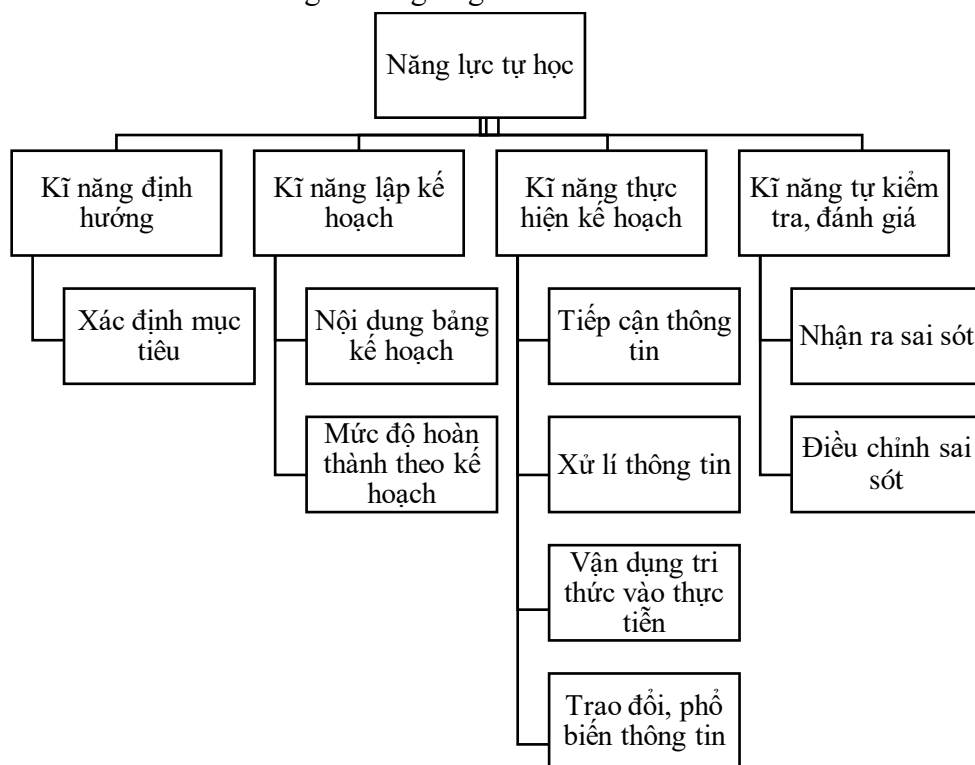 Năng lực tự học
Kĩ năng định
hướng
Kĩ năng lập kế
hoạch
Kĩ năng thực
hiện kế hoạch
Kĩ năng tự kiểm
tra, đánh giá
Xác định mục
tiêu
Nội dung bảng
kế hoạch
Mức độ hoàn
thành theo kế
hoạch
Tiếp cận thông
tin
Xử lí thông tin
Vận dụng tri
thức vào thực
tiễn
Trao đổi, phổ
biến thông tin
Nhận ra sai sót
Điều chỉnh sai
sót